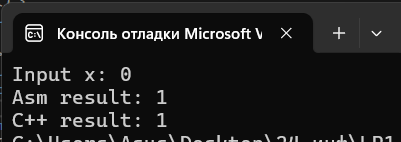 Консоль отладки Microsoft V
Input x: 0
Asm result: 1
C++ result: 1